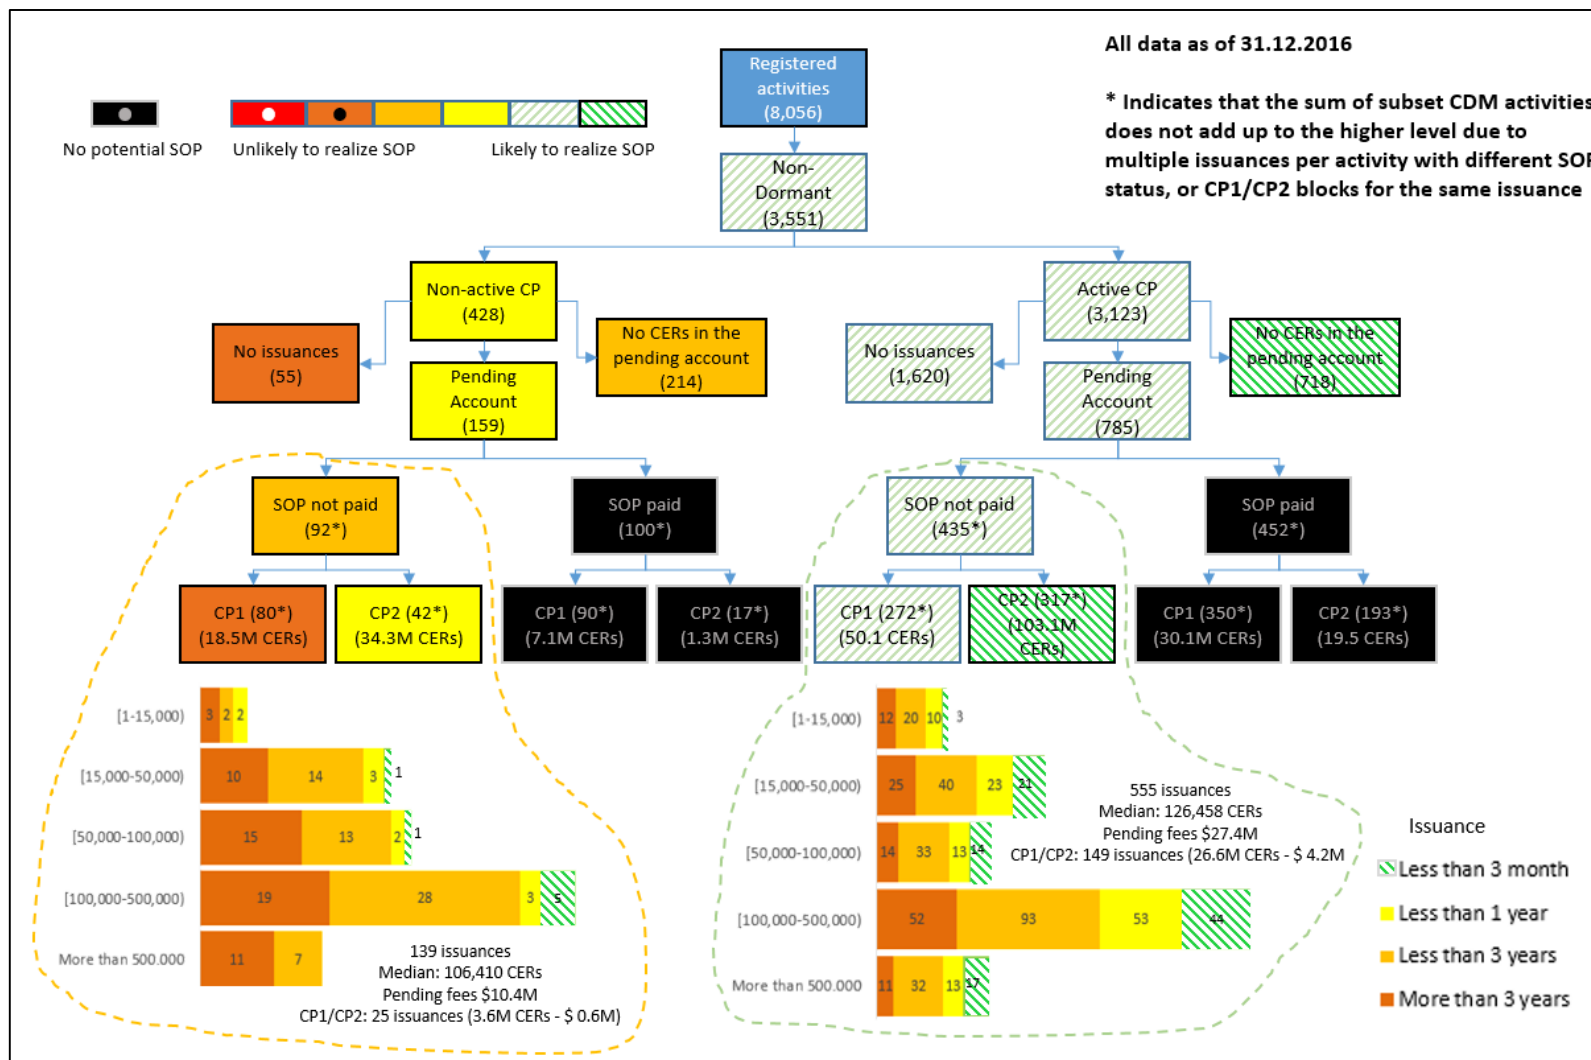 All data as of 31.12.2016
* Indicates that the sum of subset CDM activities
does not add up to the higher level due to
multiple issuances per activity with different SOP
status, or CP1/CP2 blocks for the same issuance
No potential SOP
Unlikely to realize SOP
Likely to realize SOP
Registered
activities
(8,056)
Non-
Dormant
(3,551)
Non-active CP
(428)
Active CP
(3,123)
No issuances
(55)
No CERs in the
pending account
(214)
No issuances
(1,620)
No CERs in the
pending account
(718)
Pending
Account
(159)
Pending
Account
(785)
SOP not paid
(92*)
SOP paid
(100*)
SOP not paid
(435*)
SOP paid
(452*)
CP1 (80*)
(18.5M CERs)
CP2 (42*)
(34.3M CERs)
CP1 (90*)
(7.1M CERs)
CP2 (17*)
(1.3M CERs)
CP1 (272*)
(50.1 CERs)
CP2 (317*)
(103.1M
CERs)
CP1 (350*)
(30.1M CERs)
CP2 (193*)
(19.5 CERs)
[1-15,000) 3 2 2
[15,000-50,000) 10 14 3 1
[50,000-100,000) 15 13 2 1
[100,000-500,000) 19 28 3 5
More than 500.000 11 7
139 issuances
Median: 106,410 CERs
Pending fees $10.4M
CP1/CP2: 25 issuances (3.6M CERs - $ 0.6M)
[1-15,000) 12 20 10 3
[15,000-50,000) 25 40 23 21
[50,000-100,000) 14 33 13 14
[100,000-500,000) 52 93 53 44
More than 500.000 11 32 13 17
555 issuances
Median: 126,458 CERs
Pending fees $27.4M
CP1/CP2: 149 issuances (26.6M CERs - $ 4.2M
Issuance
Less than 3 month
Less than 1 year
Less than 3 years
More than 3 years